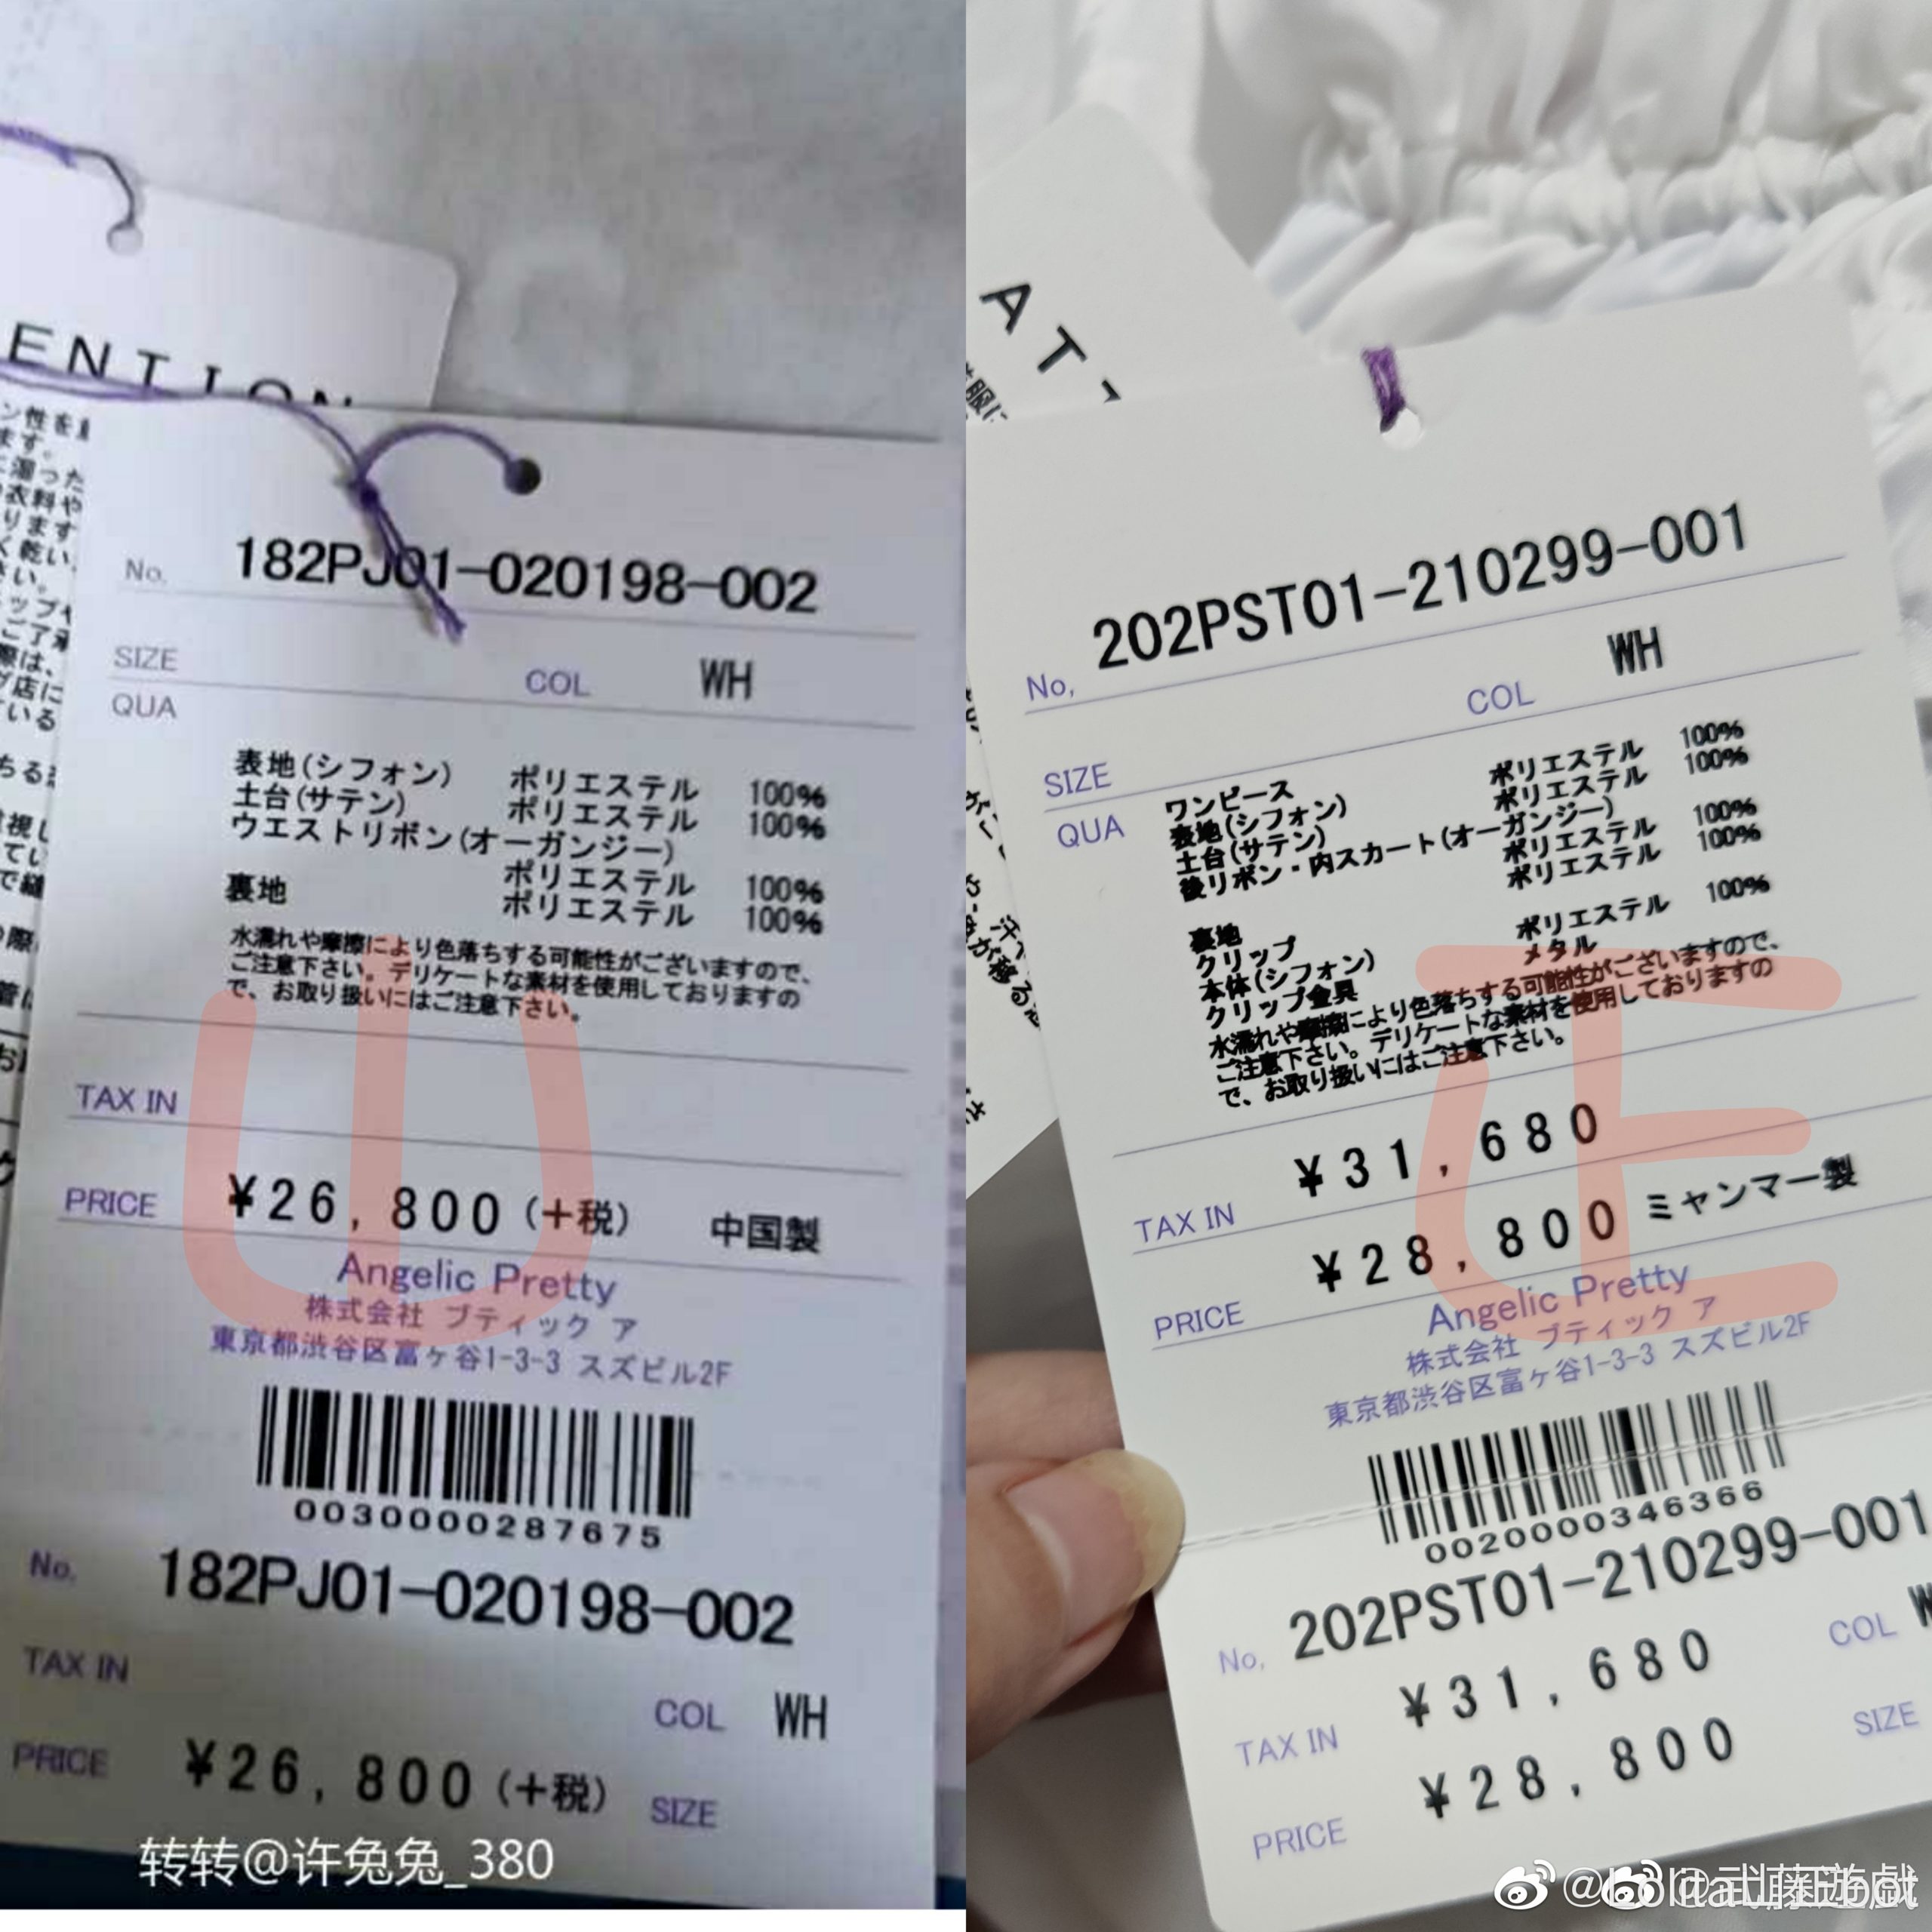 ENTION
No. 182PJ01-020198-002
SIZE
COL WH
QUA
表地(シフォン) ポリエステル 100%
土台(サテン) ポリエステル 100%
ウエストリボン(オーガンジー)
ポリエステル 100%
裏地 ポリエステル 100%
水濡れや摩擦により色落ちする可能性がございますので、
ご注意下さい。デリケートな素材を使用しておりますの
で、お取り扱いにはご注意下さい。
TAX IN
PRICE ¥26,800(+税) 中国製
Angelic Pretty
株式会社 ブティック ア
東京都渋谷区富ヶ谷1-3-3 スズビル2F
0030000287675
No. 182PJ01-020198-002
TAX IN
COL WH
PRICE ¥26,800(+税)
SIZE
转转@许兔兔_380
山
AT
No, 202PST01-210299-001
COL WH
SIZE
QUA
ワンピース
表地(シフォン) ポリエステル 100%
土台(サテン) ポリエステル 100%
後リボン・内スカート(オーガンジー)
ポリエステル 100%
裏地 ポリエステル 100%
クリップ
本体(シフォン) ポリエステル 100%
クリップ金具 メタル
水濡れや摩擦により色落ちする可能性がございますので、
ご注意下さい。デリケートな素材を使用しておりますの
で、お取り扱いにはご注意下さい。
TAX IN ¥31,680
PRICE ¥28,800 ミャンマー製
Angelic Pretty
株式会社 ブティック ア
東京都渋谷区富ヶ谷1-3-3 スズビル2F
0020000346366
No, 202PST01-210299-001
COL
TAX IN ¥31,680
SIZE
PRICE ¥28,800
正